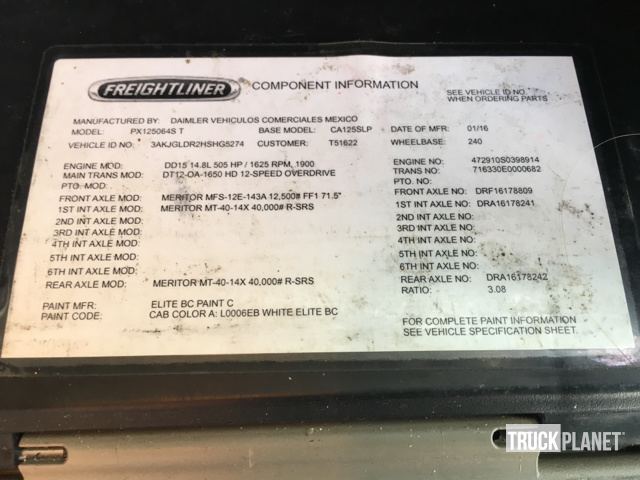 FREIGHTLINER
COMPONENT INFORMATION
SEE VEHICLE ID NO.
WHEN ORDERING PARTS
MANUFACTURED BY: DAIMLER VEHICULOS COMERCIALES MEXICO
MODEL: PX125064S T BASE MODEL: CA125SLP DATE OF MFR: 01/16
VEHICLE ID NO: 3AKJGLDR2HSHG5274 CUSTOMER: T51622 WHEELBASE: 240
ENGINE MOD: DD15 14.8L 505 HP / 1625 RPM, 1900 ENGINE NO: 472910S0398914
MAIN TRANS MOD: DT12-OA-1650 HD 12-SPEED OVERDRIVE TRANS NO: 716330E0000682
PTO. MOD: PTO. NO:
FRONT AXLE MOD: MERITOR MFS-12E-143A 12,500# FF1 71.5" FRONT AXLE NO: DRF16178809
1ST INT AXLE MOD: MERITOR MT-40-14X 40,000# R-SRS 1ST INT AXLE NO: DRA16178241
2ND INT AXLE MOD: 2ND INT AXLE NO:
3RD INT AXLE MOD: 3RD INT AXLE NO:
4TH INT AXLE MOD: 4TH INT AXLE NO:
5TH INT AXLE MOD: 5TH INT AXLE NO:
6TH INT AXLE MOD: 6TH INT AXLE NO:
REAR AXLE MOD: MERITOR MT-40-14X 40,000# R-SRS REAR AXLE NO: DRA16178242
RATIO: 3.08
PAINT MFR: ELITE BC PAINT C
PAINT CODE: CAB COLOR A: L0006EB WHITE ELITE BC
FOR COMPLETE PAINT INFORMATION
SEE VEHICLE SPECIFICATION SHEET.
TRUCKPLANET